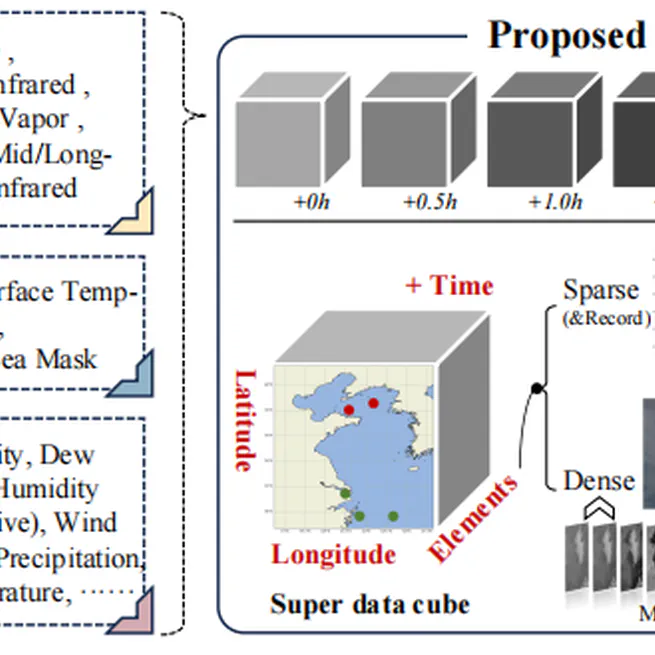 ,
nfrared ,
Vapor ,
Mid/Long-
nfrared
rface Temp-
,
ea Mask
ity, Dew
Humidity
ive), Wind
Precipitation,
rature, ······
Proposed
+0h
+0.5h
+1.0h
+ Time
Latitude
Longitude
Elements
Super data cube
Sparse
(&Record)
Dense
M